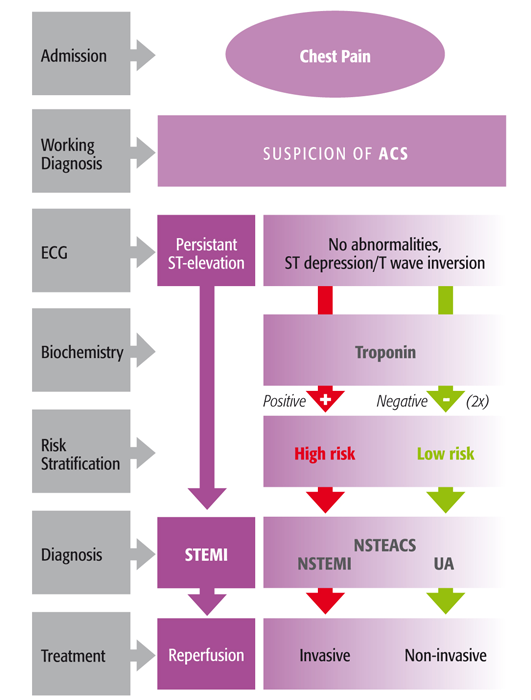 Admission
Chest Pain
Working
Diagnosis
SUSPICION OF ACS
ECG
Persistant
ST-elevation
No abnormalities,
ST depression/T wave inversion
Biochemistry
Troponin
Positive + Negative - (2x)
Risk
Stratification
High risk
Low risk
Diagnosis
STEMI
NSTEACS
NSTEMI
UA
Treatment
Reperfusion
Invasive
Non-invasive